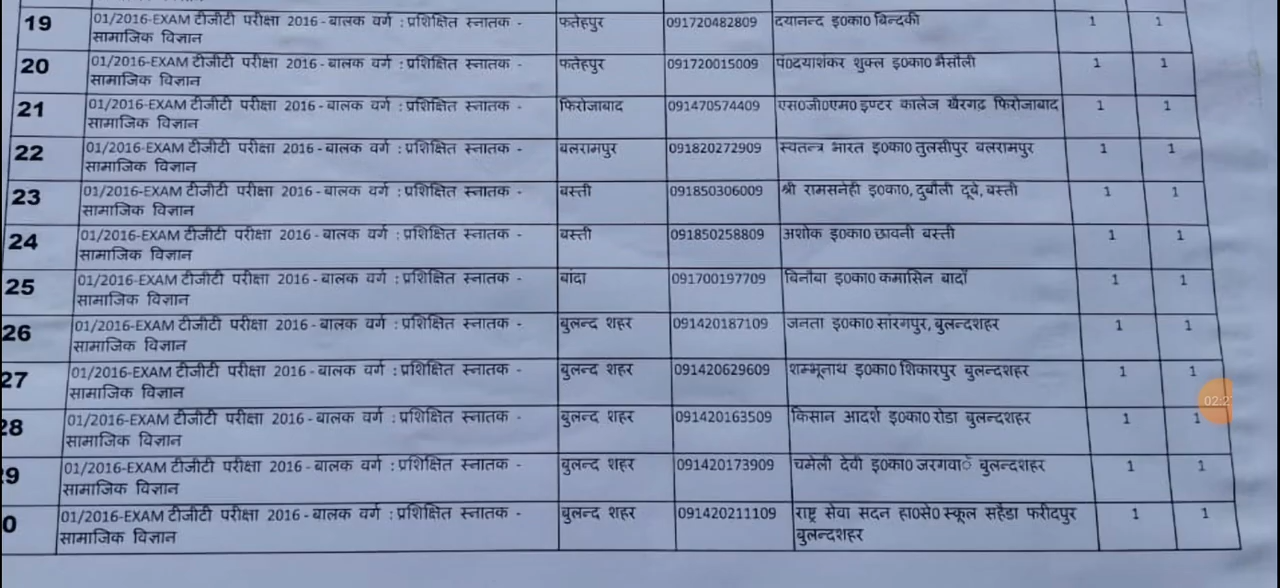 19 01/2016-EXAM टीजीटी परीक्षा 2016 - बालक वर्ग : प्रशिक्षित स्नातक - फतेहपुर 091720482809 दयानन्द इ0का0 बिन्दकी 1 1
सामाजिक विज्ञान
20 01/2016-EXAM टीजीटी परीक्षा 2016 - बालक वर्ग : प्रशिक्षित स्नातक - फतेहपुर 091720015009 पं0दयाशंकर शुक्ल इ0का0 भैसौली 1 1
सामाजिक विज्ञान
21 01/2016-EXAM टीजीटी परीक्षा 2016 - बालक वर्ग : प्रशिक्षित स्नातक - फिरोजाबाद 091470574409 एस0जी0एम0 इण्टर कालेज खैरगढ़ फिरोजाबाद 1 1
सामाजिक विज्ञान
22 01/2016-EXAM टीजीटी परीक्षा 2016 - बालक वर्ग : प्रशिक्षित स्नातक - बलरामपुर 091820272909 स्वतन्त्र भारत इ0का0 तुलसीपुर बलरामपुर 1 1
सामाजिक विज्ञान
23 01/2016-EXAM टीजीटी परीक्षा 2016 - बालक वर्ग : प्रशिक्षित स्नातक - बस्ती 091850306009 श्री रामसनेही इ0का0, दुबौली दूबे, बस्ती 1 1
सामाजिक विज्ञान
24 01/2016-EXAM टीजीटी परीक्षा 2016 - बालक वर्ग : प्रशिक्षित स्नातक - बस्ती 091850258809 अशोक इ0का0 छावनी बस्ती 1 1
सामाजिक विज्ञान
25 01/2016-EXAM टीजीटी परीक्षा 2016 - बालक वर्ग : प्रशिक्षित स्नातक - बांदा 091700197709 बिनोवा इ0का0 कमासिन बादाँ 1 1
सामाजिक विज्ञान
26 01/2016-EXAM टीजीटी परीक्षा 2016 - बालक वर्ग : प्रशिक्षित स्नातक - बुलन्द शहर 091420187109 जनता इ0का0 सांरगपुर, बुलन्दशहर 1 1
सामाजिक विज्ञान
27 01/2016-EXAM टीजीटी परीक्षा 2016 - बालक वर्ग : प्रशिक्षित स्नातक - बुलन्द शहर 091420629609 शम्भूनाथ इ0का0 शिकारपुर बुलन्दशहर 1 1
सामाजिक विज्ञान
28 01/2016-EXAM टीजीटी परीक्षा 2016 - बालक वर्ग : प्रशिक्षित स्नातक - बुलन्द शहर 091420163509 किसान आदर्श इ0का0 रोडा बुलन्दशहर 1 1
सामाजिक विज्ञान
9 01/2016-EXAM टीजीटी परीक्षा 2016 - बालक वर्ग : प्रशिक्षित स्नातक - बुलन्द शहर 091420173909 चमेली देवी इ0का0 जरगवाॅं बुलन्दशहर 1 1
सामाजिक विज्ञान
0 01/2016-EXAM टीजीटी परीक्षा 2016 - बालक वर्ग : प्रशिक्षित स्नातक - बुलन्द शहर 091420211109 राष्ट्र सेवा सदन हा0से0 स्कूल सहैडा फरीदपुर 1 1
सामाजिक विज्ञान बुलन्दशहर